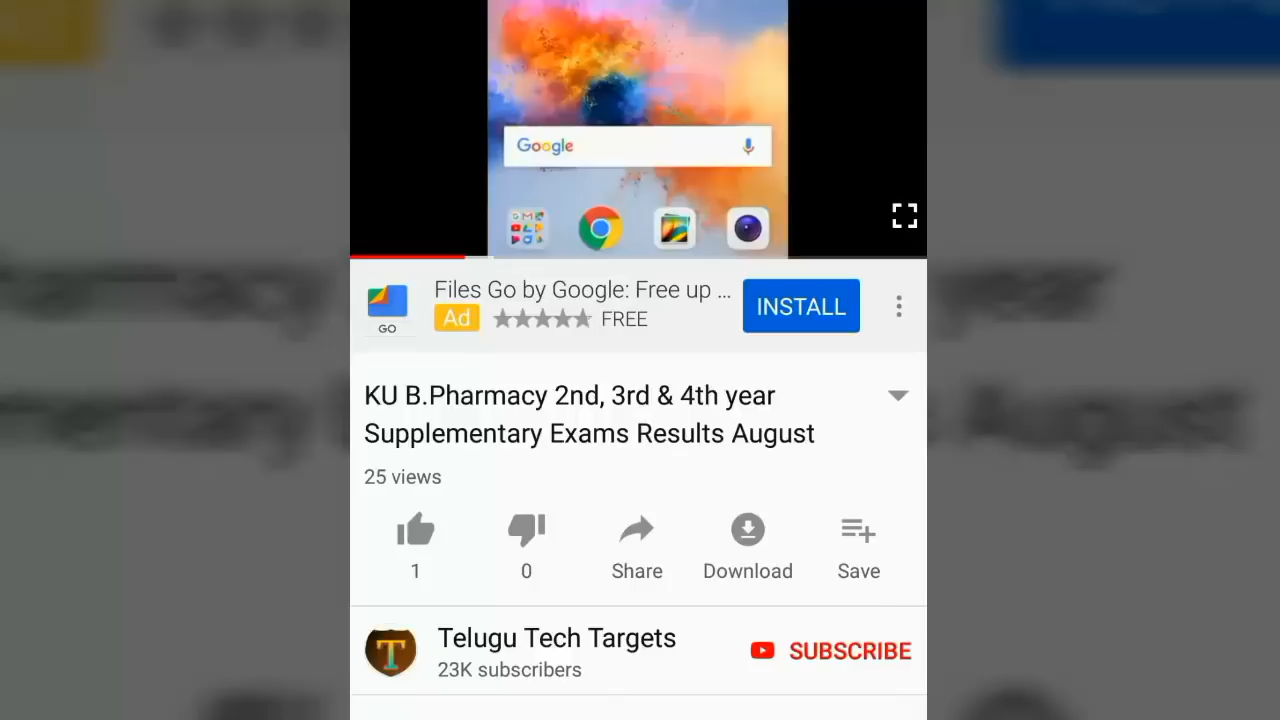 Google
Files Go by Google: Free up ...
INSTALL
GO
Ad
FREE
KU B.Pharmacy 2nd, 3rd & 4th year
Supplementary Exams Results August
25 views
1
0
Share
Download
Save
T
Telugu Tech Targets
23K subscribers
SUBSCRIBE